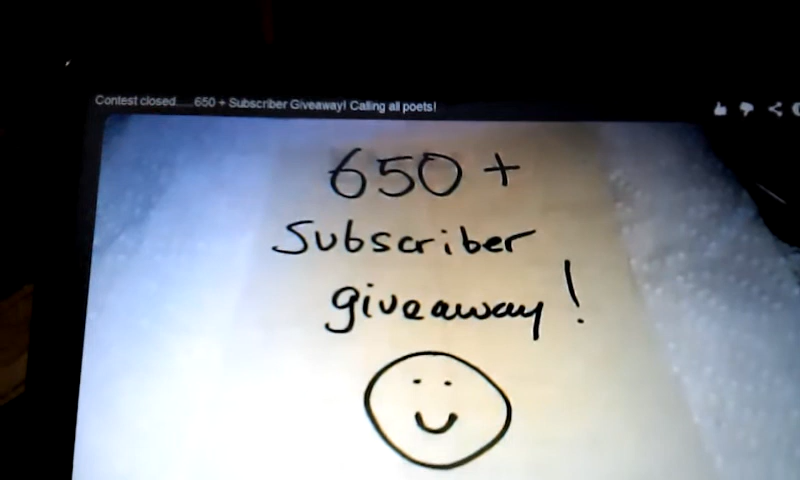 Contest closed.....650 + Subscriber Giveaway! Calling all poets!
650 +
Subscriber
giveaway!